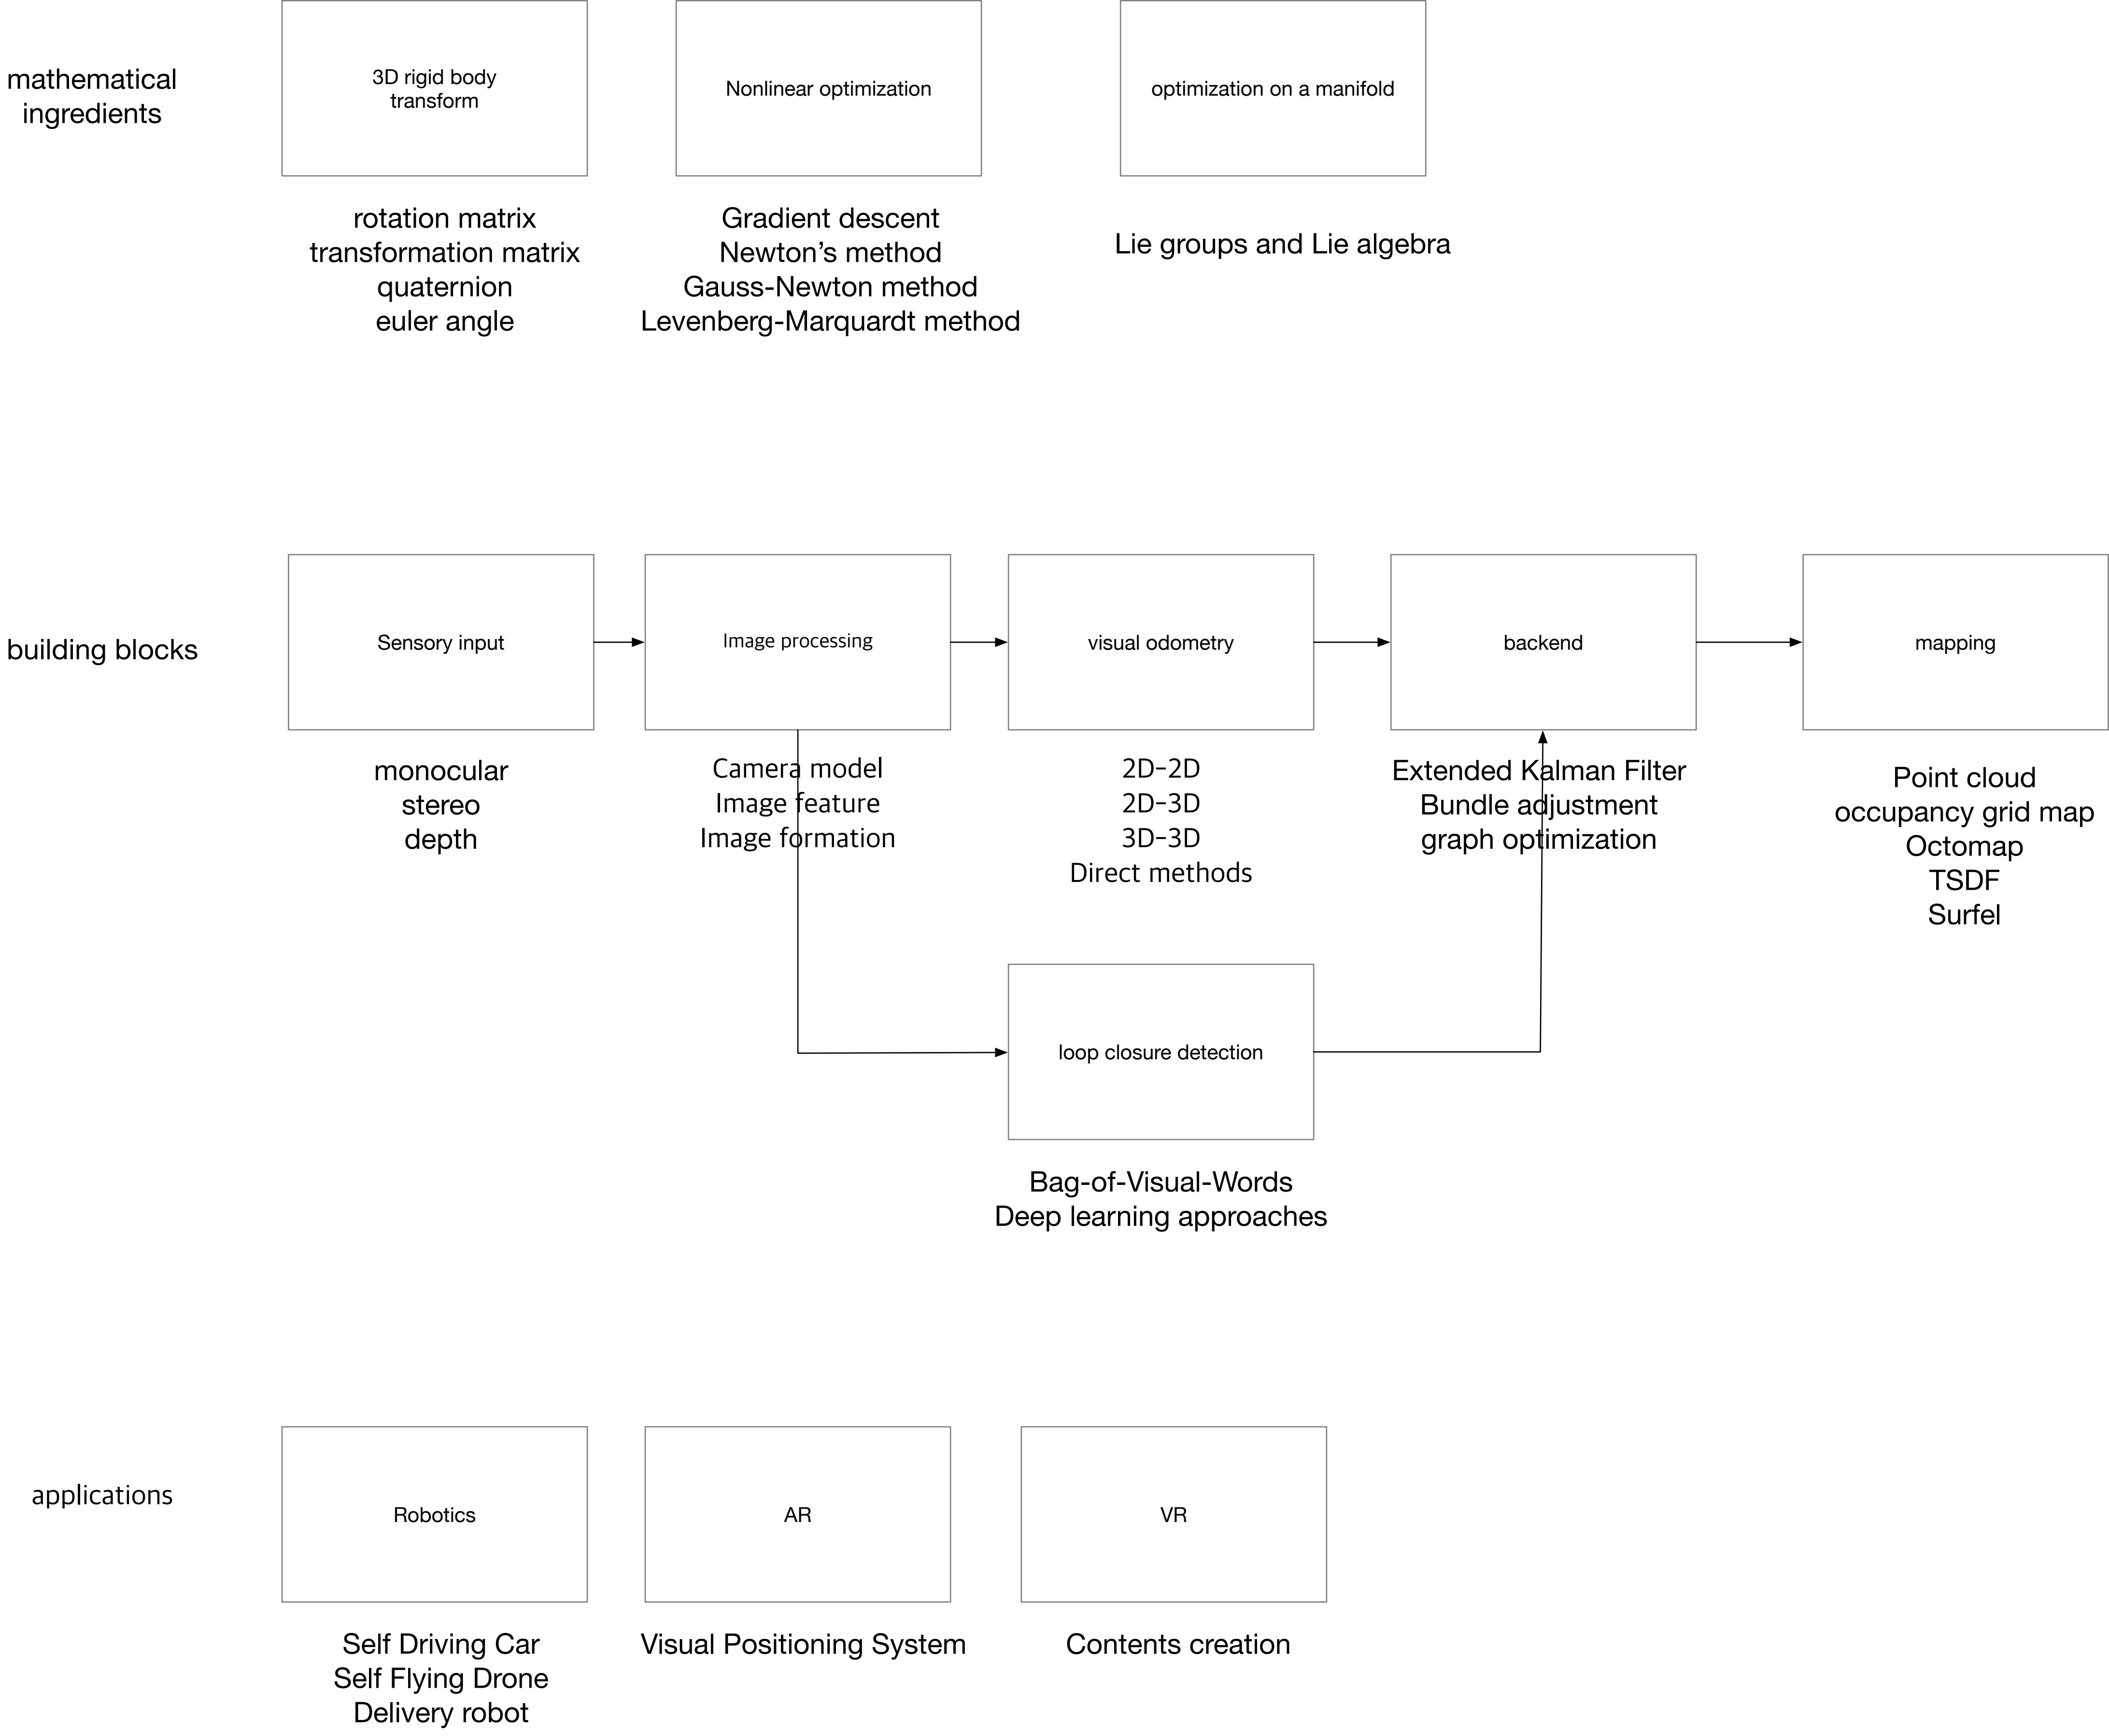 mathematical
ingredients
3D rigid body
transform
Nonlinear optimization
optimization on a manifold
rotation matrix
transformation matrix
quaternion
euler angle
Gradient descent
Newton’s method
Gauss-Newton method
Levenberg-Marquardt method
Lie groups and Lie algebra
building blocks
Sensory input
Image processing
visual odometry
backend
mapping
monocular
stereo
depth
Camera model
Image feature
Image formation
2D-2D
2D-3D
3D-3D
Direct methods
Extended Kalman Filter
Bundle adjustment
graph optimization
Point cloud
occupancy grid map
Octomap
TSDF
Surfel
loop closure detection
Bag-of-Visual-Words
Deep learning approaches
applications
Robotics
AR
VR
Self Driving Car
Self Flying Drone
Delivery robot
Visual Positioning System
Contents creation